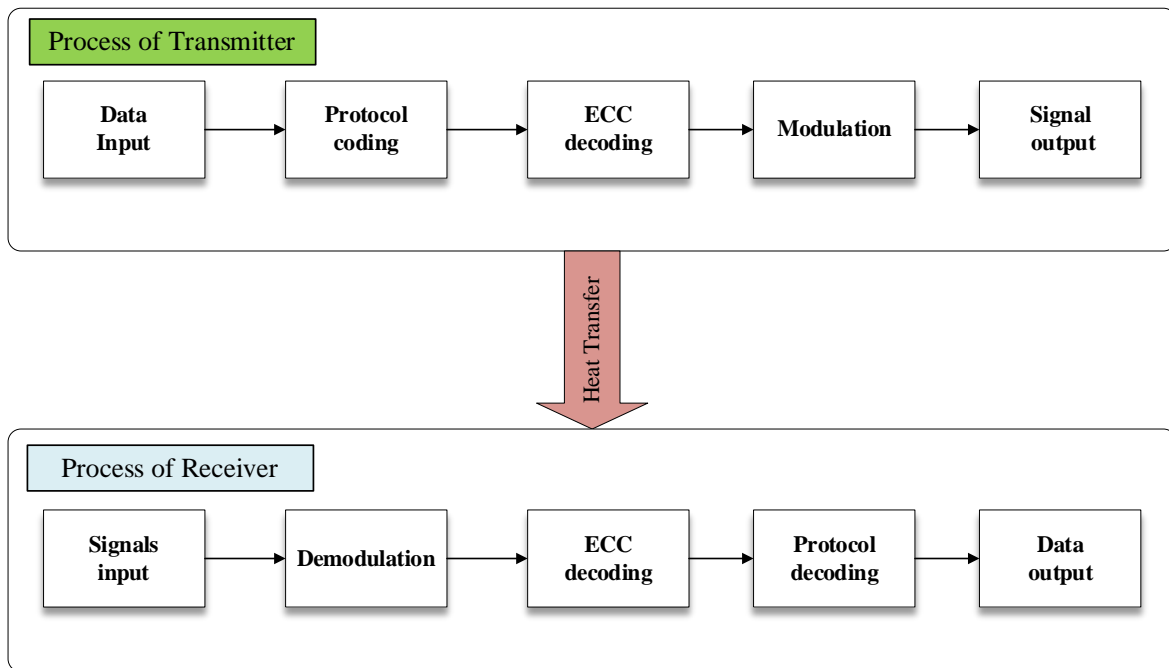 Process of Transmitter
Data
Input
Protocol
coding
ECC
decoding
Modulation
Signal
output
Heat Transfer
Process of Receiver
Signals
input
Demodulation
ECC
decoding
Protocol
decoding
Data
output